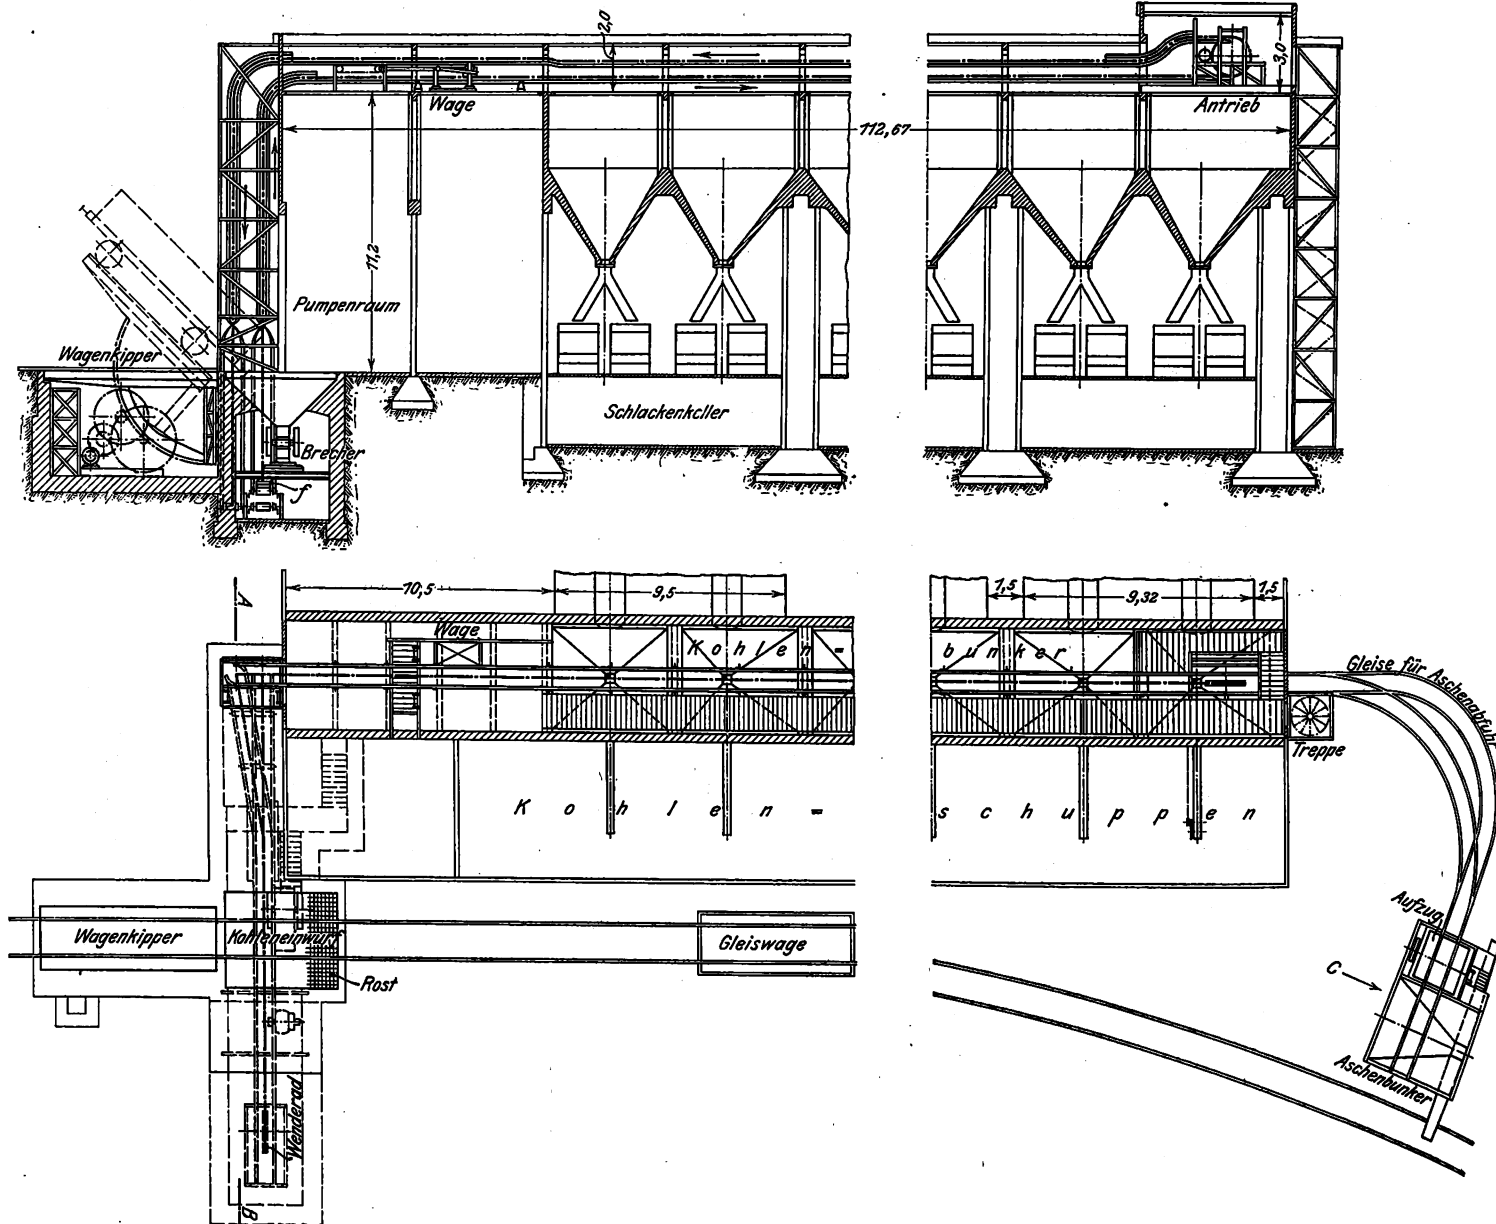 2,0
3,0
Wage
Antrieb
112,67
11,2
Pumpenraum
Wagenkipper
Schlackenkeller
Brecher
f
10,5
9,5
1,5
9,32
1,5
A
Wage
Kohlen=
bunker
Gleise für Aschenabfuhr
Treppe
Kohlen=
schuppen
Aufzug
Wagenkipper
Kohleneinwurf
Gleiswage
Rost
C
Aschenbunker
Wenderad
B